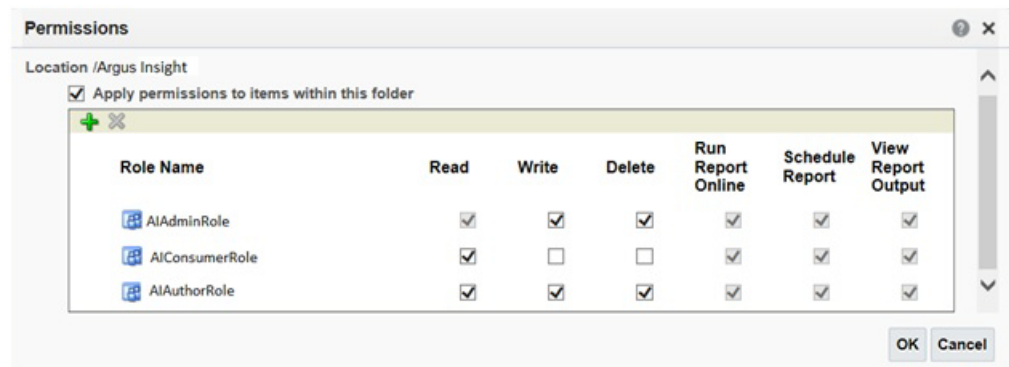 Permissions
Location /Argus Insight
Apply permissions to items within this folder
Role Name Read Write Delete Run Report Online Schedule Report View Report Output
AIAdminRole
AIConsumerRole
AIAuthorRole
OK Cancel